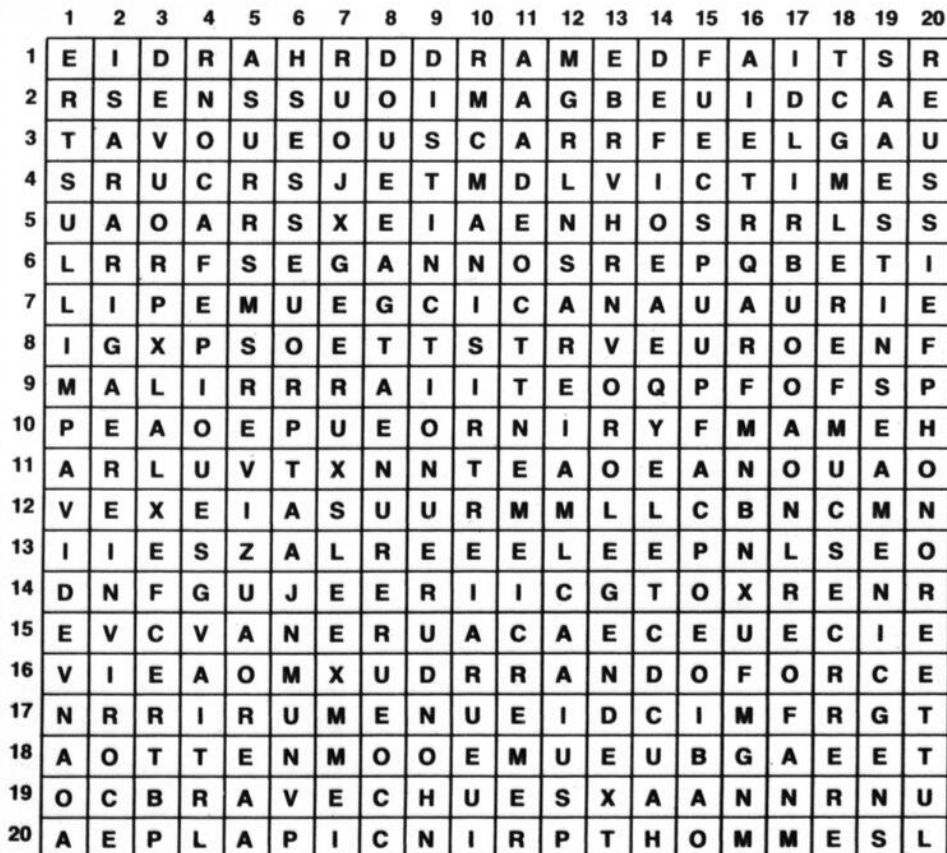 1 2 3 4 5 6 7 8 9 10 11 12 13 14 15 16 17 18 19 20
1 E I D R A H R D D R A M E D F A I T S R
2 R S E N S S U O I M A G B E U I D C A E
3 T A V O U E O U S C A R R F E E L G A U
4 S R U C R S J E T M D L V I C T I M E S
5 U A O A R S X E I A E N H O S R R L S S
6 L R R F S E G A N N O S R E P Q B E T I
7 L I P E M U E G C I C A N A U A U R I E
8 I G X P S O E T T S T R V E U R O E N F
9 M A L I R R R A I I T E O Q P F O F S P
10 P E A O E P U E O R N I R Y F M A M E H
11 A R L U V T X N N T E A O E A N O U A O
12 V E X E I A S U U R M M L L C B N C M N
13 I I E S Z A L R E E E L E E P N L S E O
14 D N F G U J E E R I I C G T O X R E N R
15 E V C V A N E R U A C A E C E U E C I E
16 V I E A O M X U D R R A N D O F O R C E
17 N R R I R U M E N U E I D C I M F R G T
18 A O T T E N M O O E M U E U B G A E E T
19 O C B R A V E C H U E S X A A N N R N U
20 A E P L A P I C N I R P T H O M M E S L